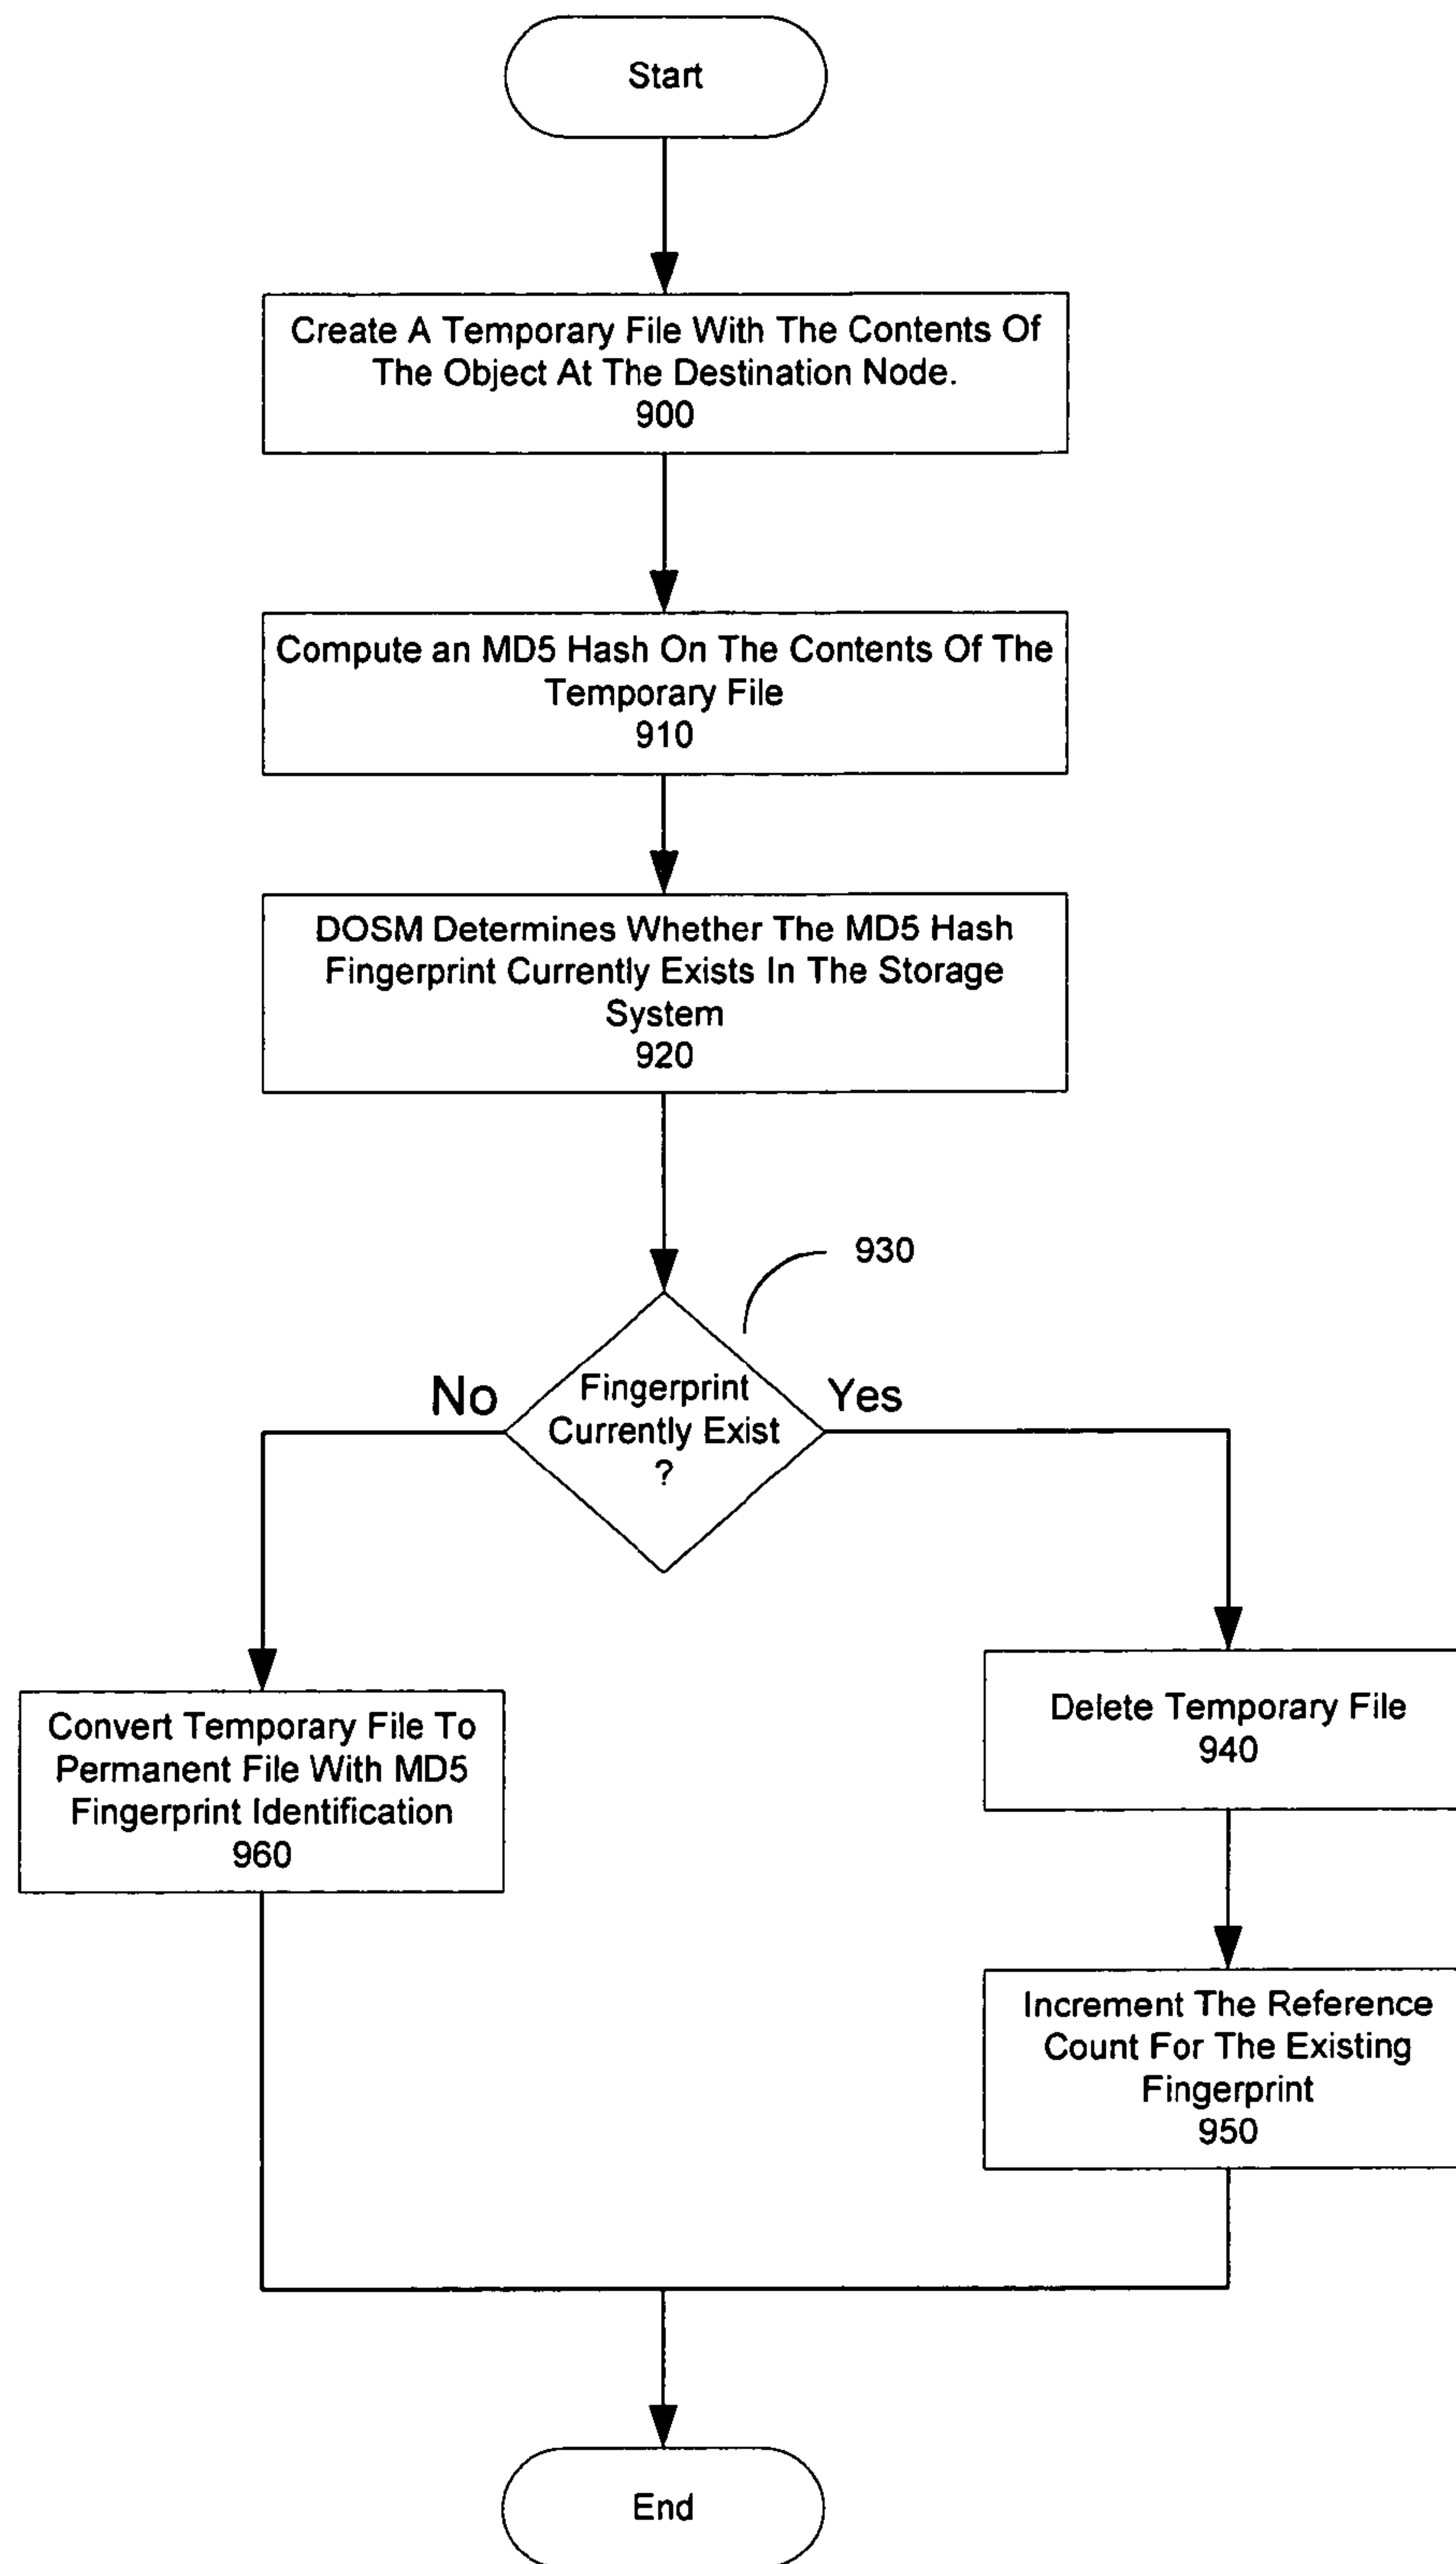 Start
Create A Temporary File With The Contents Of
The Object At The Destination Node.
900
Compute an MD5 Hash On The Contents Of The
Temporary File
910
DOSM Determines Whether The MD5 Hash
Fingerprint Currently Exists In The Storage
System
920
930
No
Fingerprint
Currently Exist
?
Yes
Convert Temporary File To
Permanent File With MD5
Fingerprint Identification
960
Delete Temporary File
940
Increment The Reference
Count For The Existing
Fingerprint
950
End